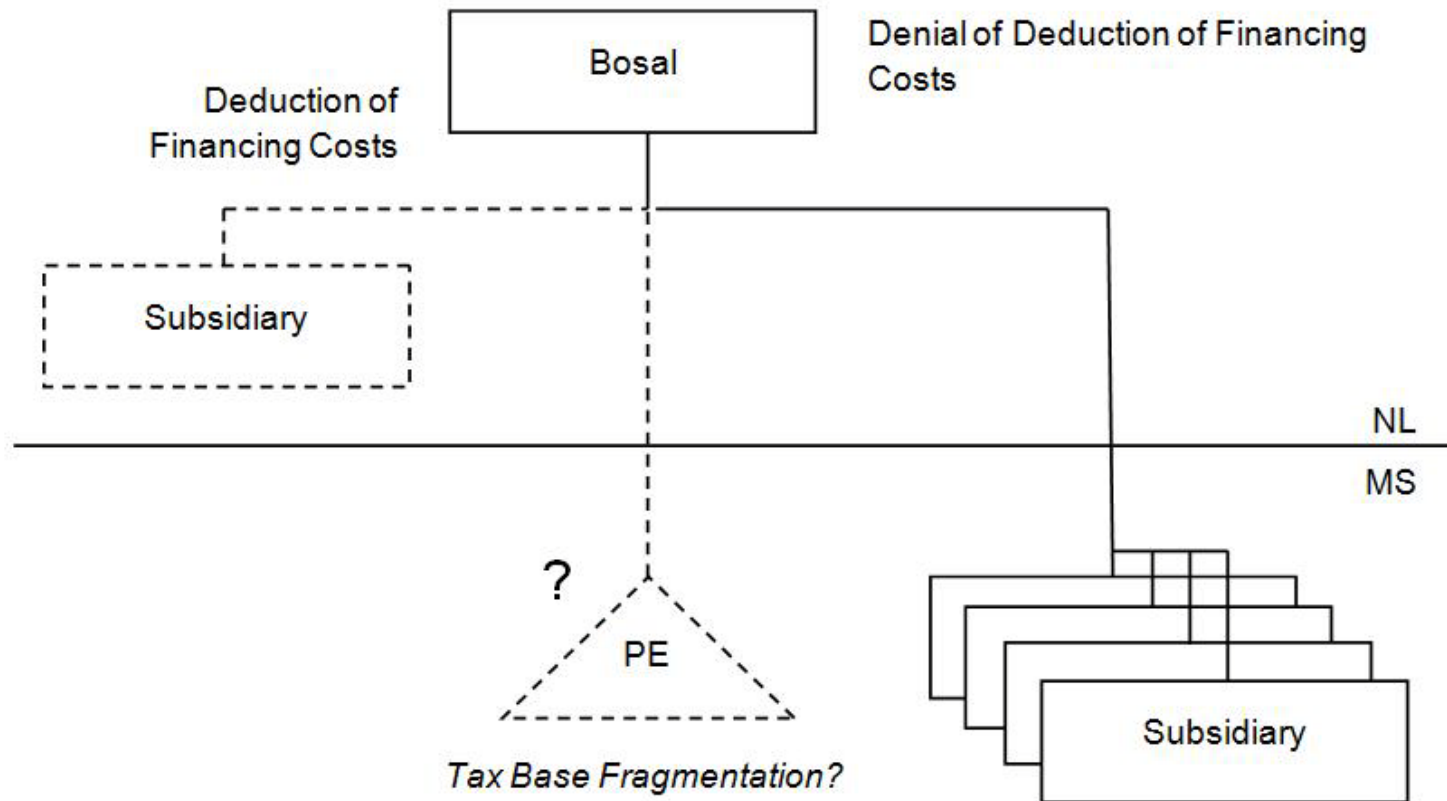 Bosal
Denial of Deduction of Financing
Costs
Deduction of
Financing Costs
Subsidiary
NL
MS
?
PE
Subsidiary
Tax Base Fragmentation?